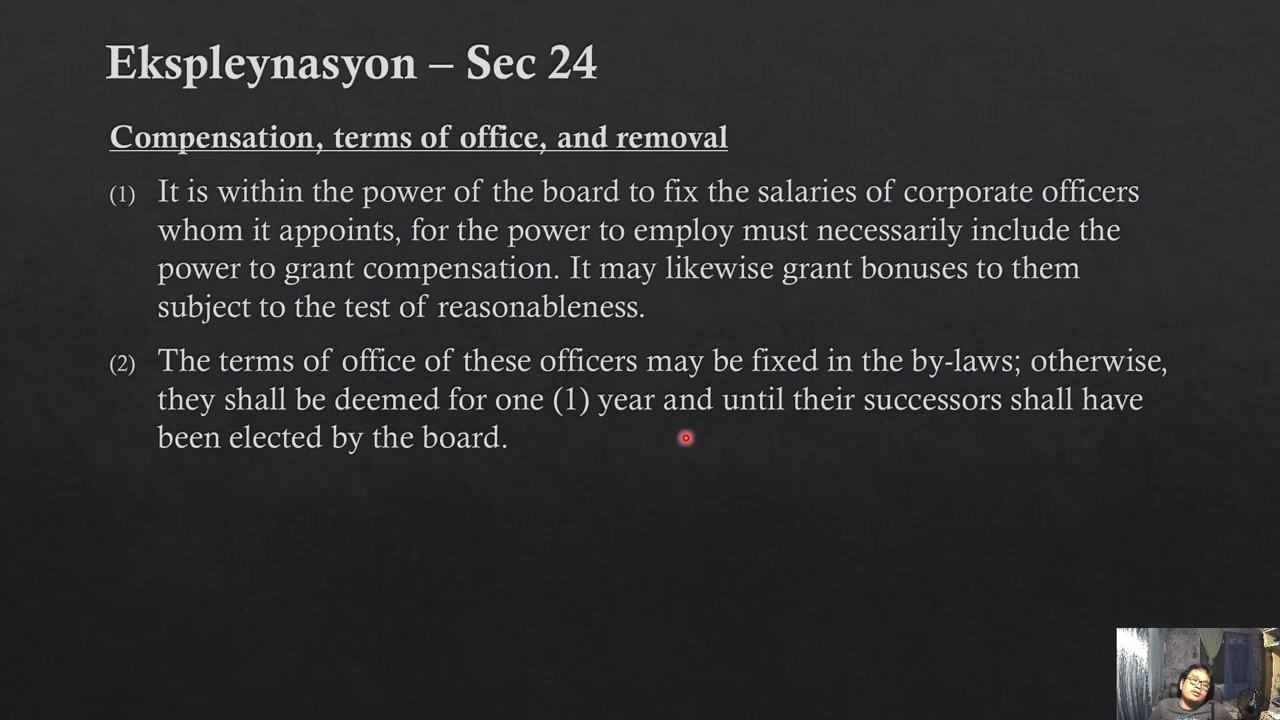 Ekspleynasyon – Sec 24
Compensation, terms of office, and removal
(1) It is within the power of the board to fix the salaries of corporate officers
whom it appoints, for the power to employ must necessarily include the
power to grant compensation. It may likewise grant bonuses to them
subject to the test of reasonableness.
(2) The terms of office of these officers may be fixed in the by-laws; otherwise,
they shall be deemed for one (1) year and until their successors shall have
been elected by the board.